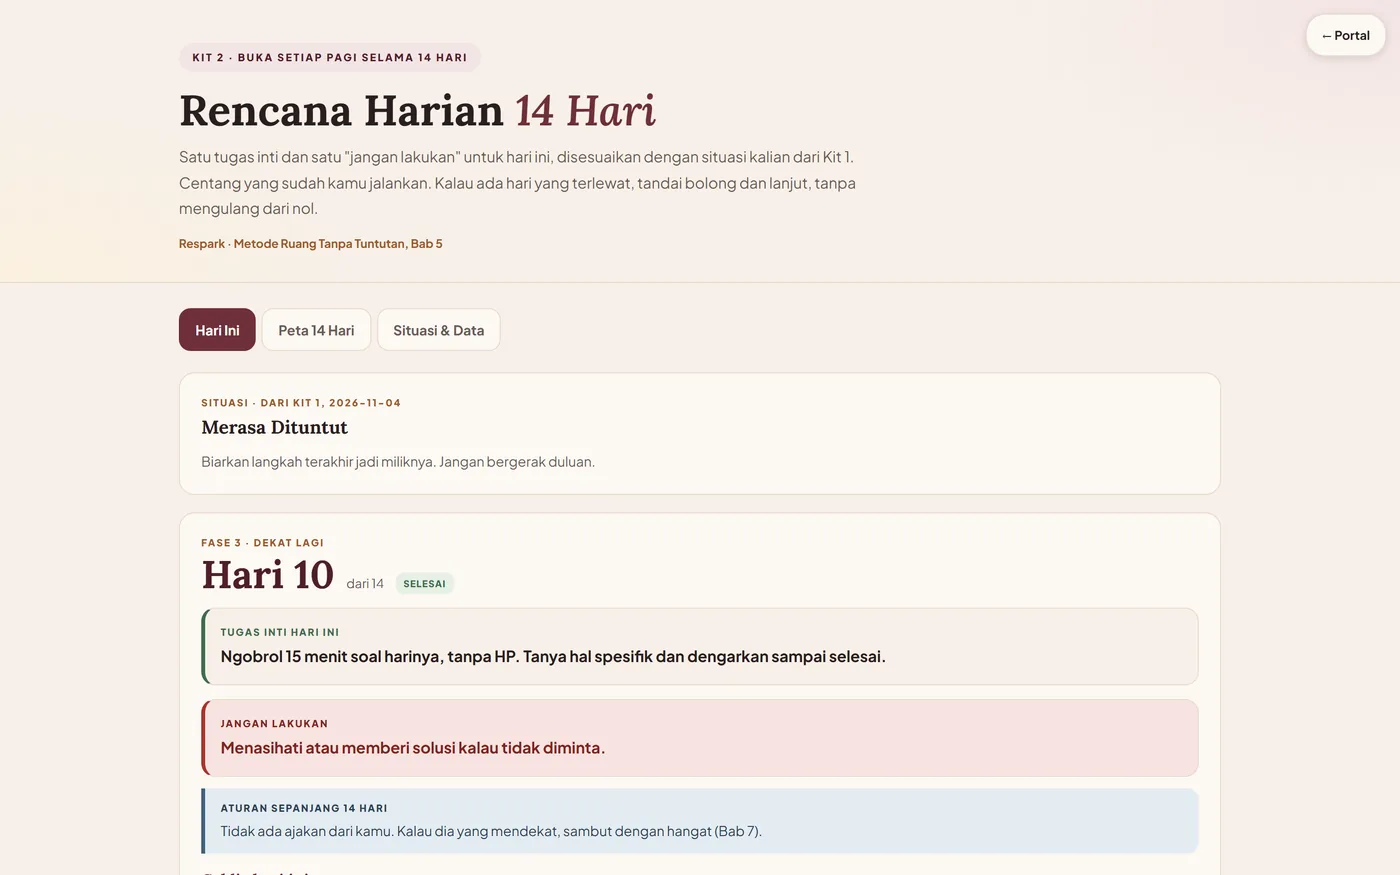 ← Portal
KIT 2 · BUKA SETIAP PAGI SELAMA 14 HARI
Rencana Harian 14 Hari
Satu tugas inti dan satu "jangan lakukan" untuk hari ini, disesuaikan dengan situasi kalian dari Kit 1.
Centang yang sudah kamu jalankan. Kalau ada hari yang terlewat, tandai bolong dan lanjut, tanpa
mengulang dari nol.
Respark · Metode Ruang Tanpa Tuntutan, Bab 5
Hari Ini
Peta 14 Hari
Situasi & Data
SITUASI · DARI KIT 1, 2026-11-04
Merasa Dituntut
Biarkan langkah terakhir jadi miliknya. Jangan bergerak duluan.
FASE 3 · DEKAT LAGI
Hari 10 dari 14 SELESAI
TUGAS INTI HARI INI
Ngobrol 15 menit soal harinya, tanpa HP. Tanya hal spesifik dan dengarkan sampai selesai.
JANGAN LAKUKAN
Menasihati atau memberi solusi kalau tidak diminta.
ATURAN SEPANJANG 14 HARI
Tidak ada ajakan dari kamu. Kalau dia yang mendekat, sambut dengan hangat (Bab 7).